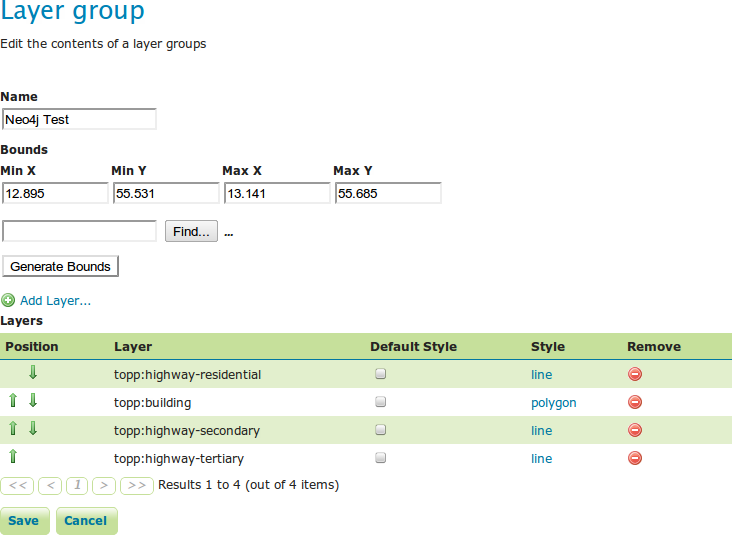 Layer group
Edit the contents of a layer groups
Name
Neo4j Test
Bounds
Min X Min Y Max X Max Y
12.895 55.531 13.141 55.685
Find... ...
Generate Bounds
Add Layer...
Layers
Position Layer Default Style Style Remove
topp:highway-residential line
topp:building polygon
topp:highway-secondary line
topp:highway-tertiary line
<< < 1 > >> Results 1 to 4 (out of 4 items)
Save Cancel